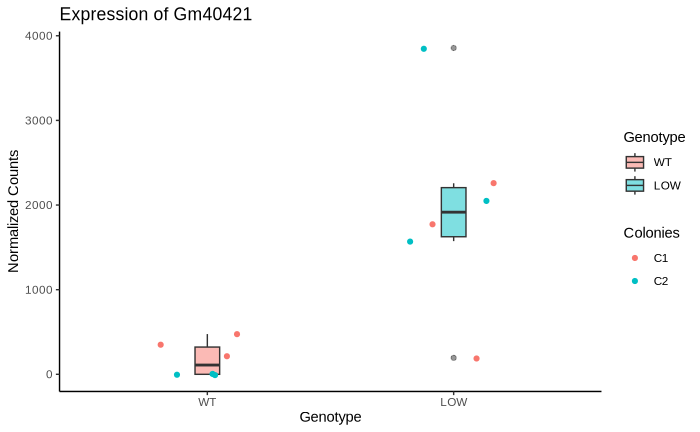 Expression of Gm40421
4000
3000
2000
1000
0
Normalized Counts
WT
LOW
Genotype
Genotype
WT
LOW
Colonies
C1
C2